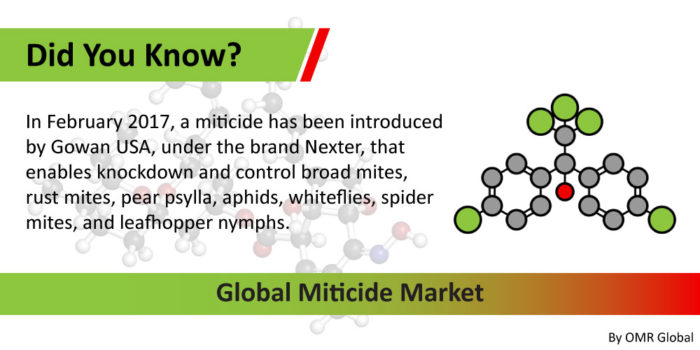 Did You Know?
In February 2017, a miticide has been introduced
by Gowan USA, under the brand Nexter, that
enables knockdown and control broad mites,
rust mites, pear psylla, aphids, whiteflies, spider
mites, and leafhopper nymphs.
Global Miticide Market
By OMR Global